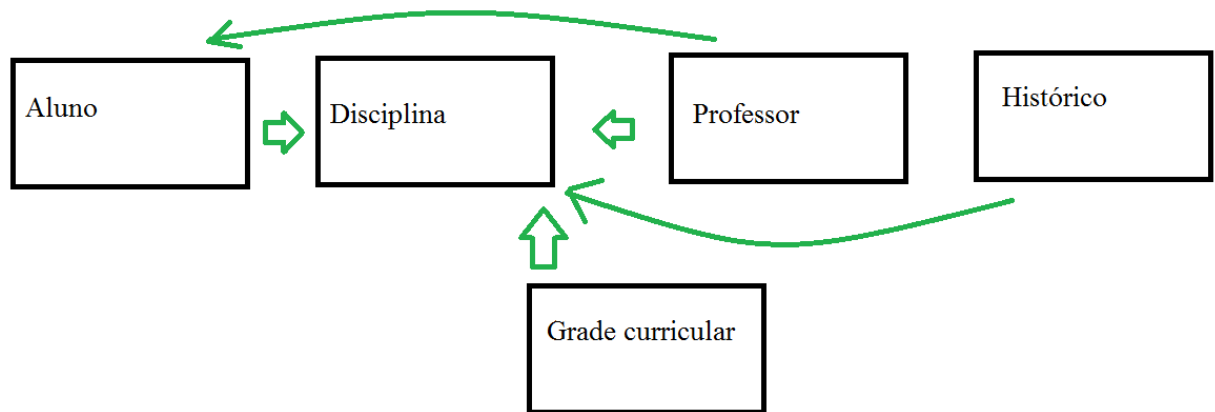 Aluno
Disciplina
Professor
Histórico
Grade curricular